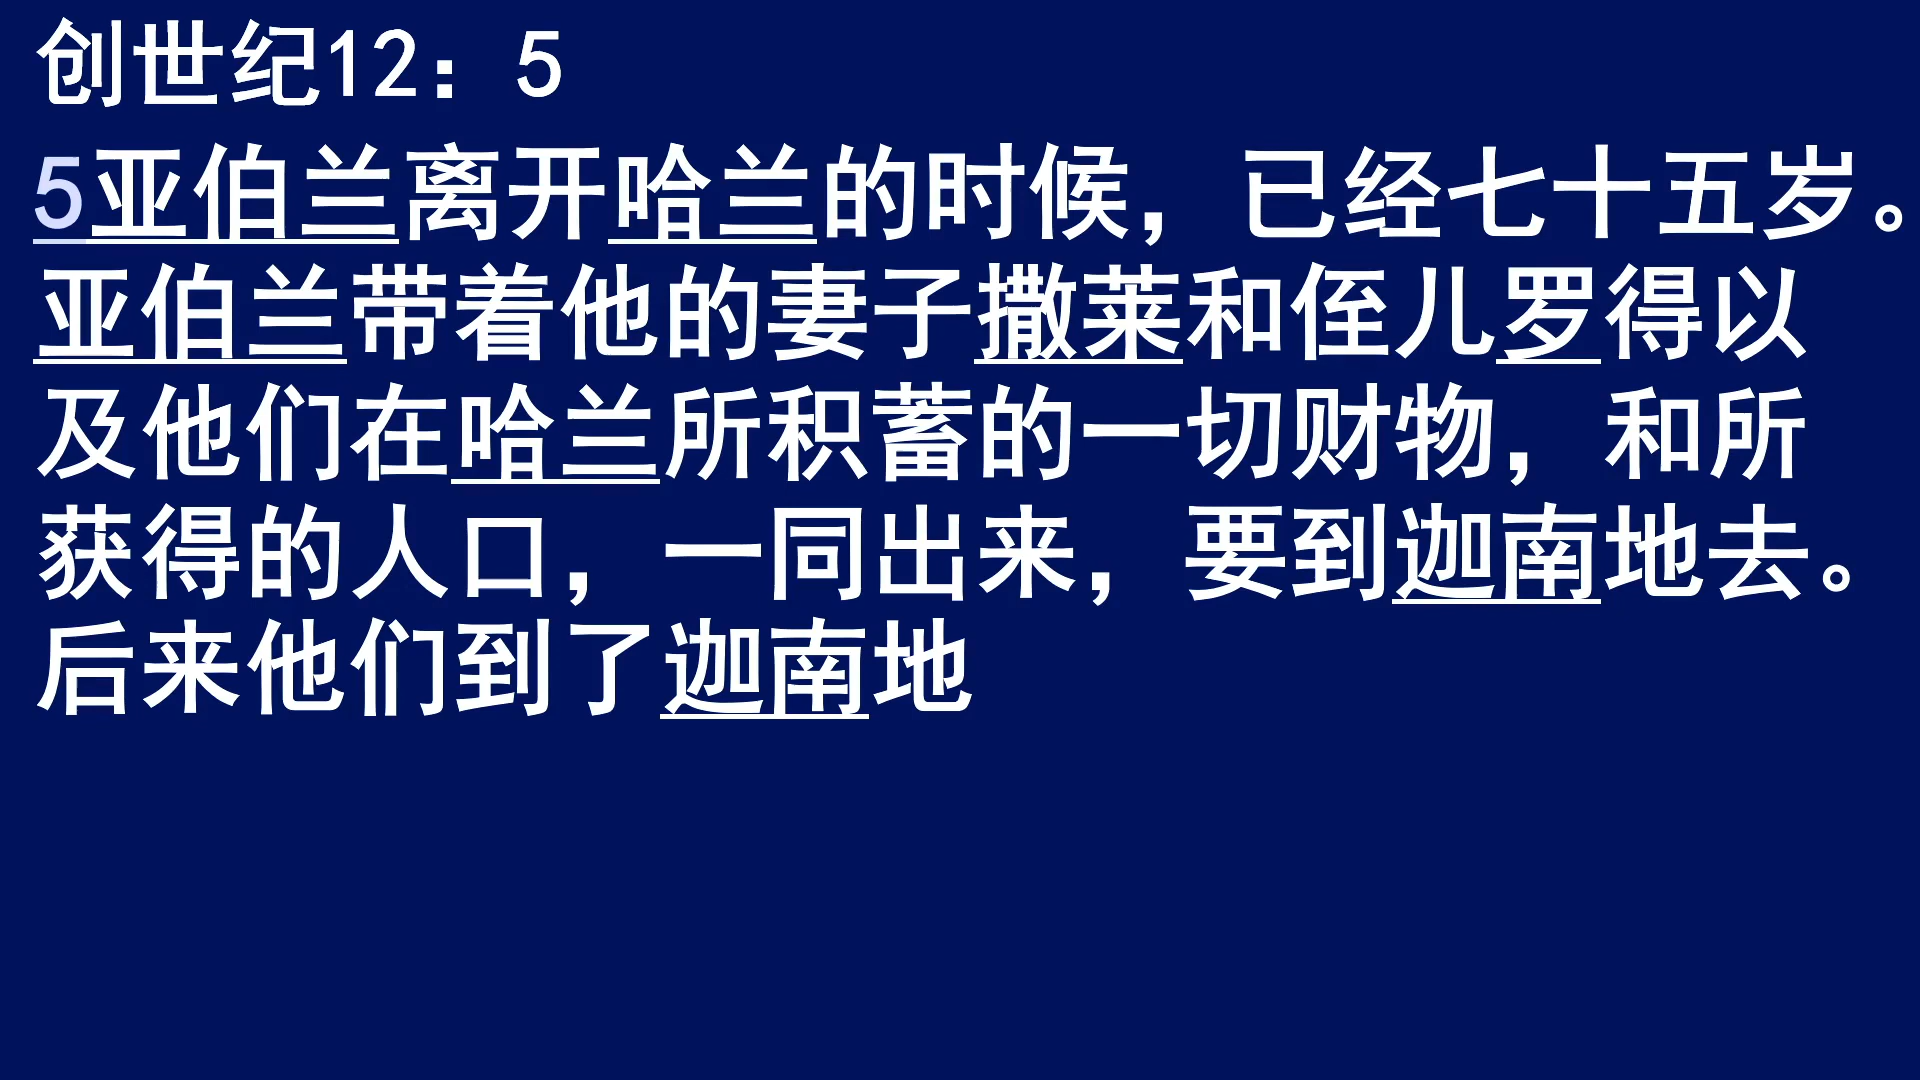 创世纪12：5
5亚伯兰离开哈兰的时候，已经七十五岁。
亚伯兰带着他的妻子撒莱和侄儿罗得以
及他们在哈兰所积蓄的一切财物，和所
获得的人口，一同出来，要到迦南地去。
后来他们到了迦南地